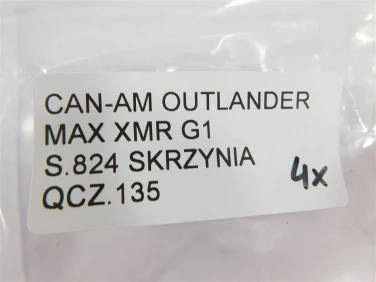 CAN-AM OUTLANDER
MAX XMR G1
S.824 SKRZYNIA
QCZ.135
4x